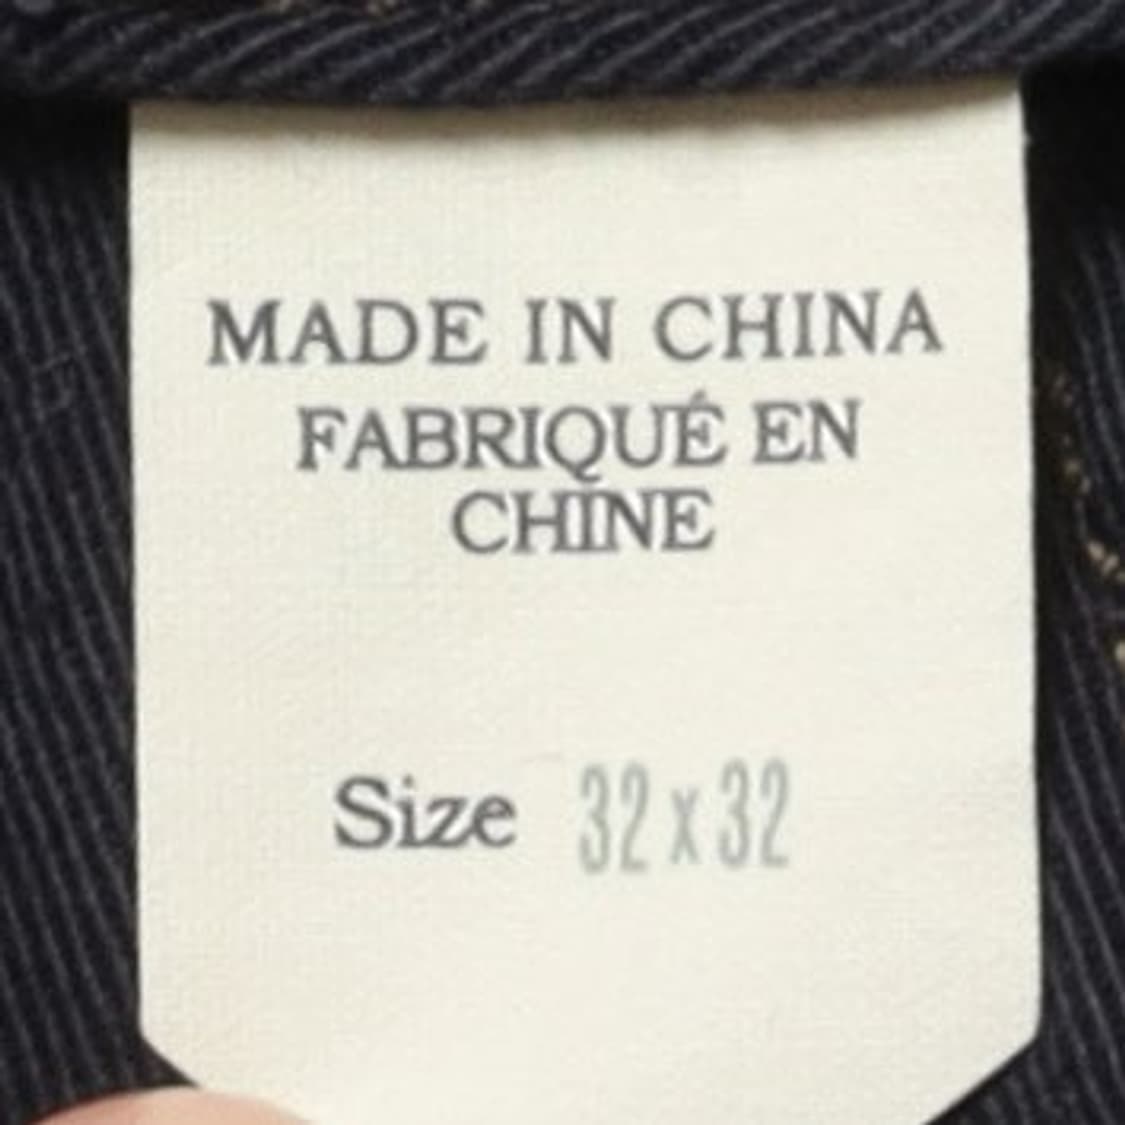 MADE IN CHINA
FABRIQUÉ EN
CHINE
Size 32 x 32